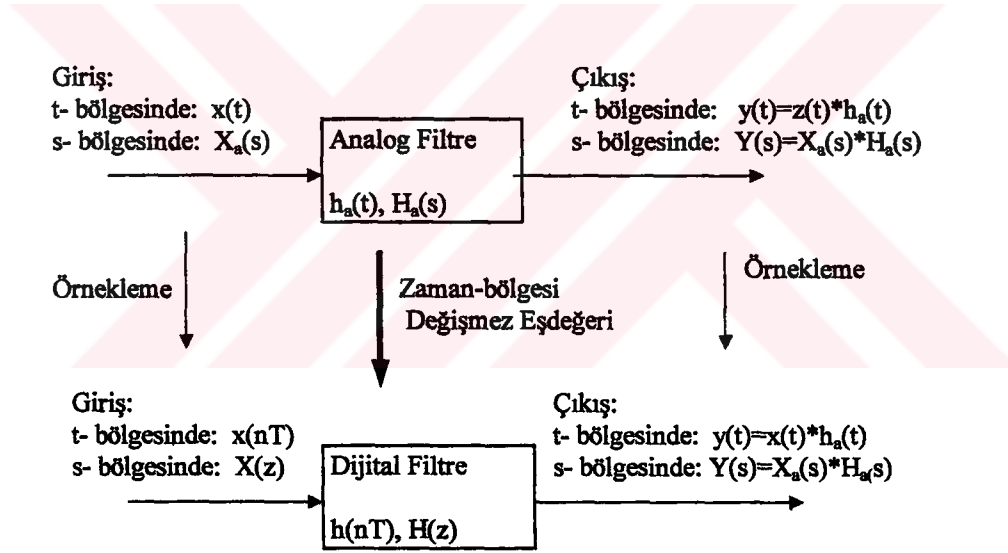 Giriş:
t- bölgesinde: x(t)
s- bölgesinde: Xₐ(s)
Analog Filtre
hₐ(t), Hₐ(s)
Çıkış:
t- bölgesinde: y(t)=z(t)*hₐ(t)
s- bölgesinde: Y(s)=Xₐ(s)*Hₐ(s)
Örnekleme
Zaman-bölgesi
Değişmez Eşdeğeri
Örnekleme
Giriş:
t- bölgesinde: x(nT)
s- bölgesinde: X(z)
Dijital Filtre
h(nT), H(z)
Çıkış:
t- bölgesinde: y(t)=x(t)*hₐ(t)
s- bölgesinde: Y(s)=Xₐ(s)*Hₐ₍s)